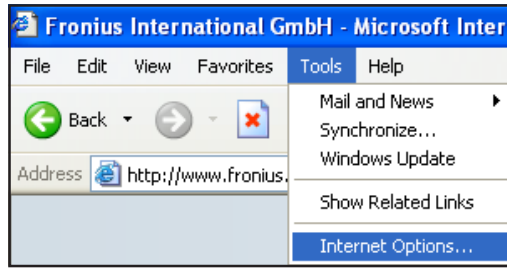 Fronius International GmbH - Microsoft Inter
File Edit View Favorites Tools Help
Back
Mail and News
Synchronize...
Windows Update
Address http://www.fronius.
Show Related Links
Internet Options...